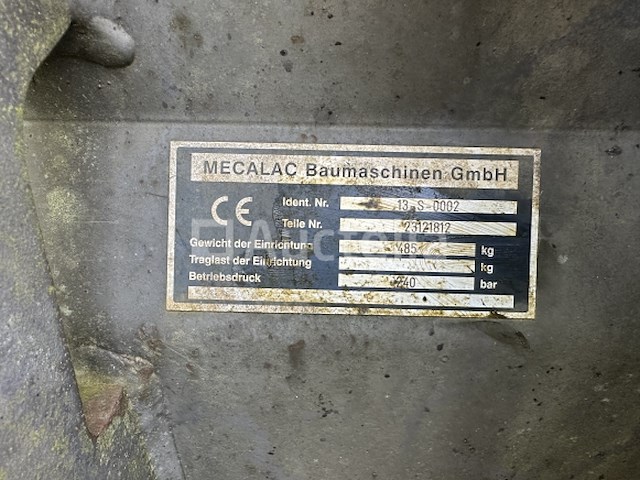 MECALAC Baumaschinen GmbH
CE
Ident. Nr. 13-S-0002
Teile Nr. 23121812
Gewicht der Einrichtung 485 kg
Traglast der Einrichtung kg
Betriebsdruck 240 bar